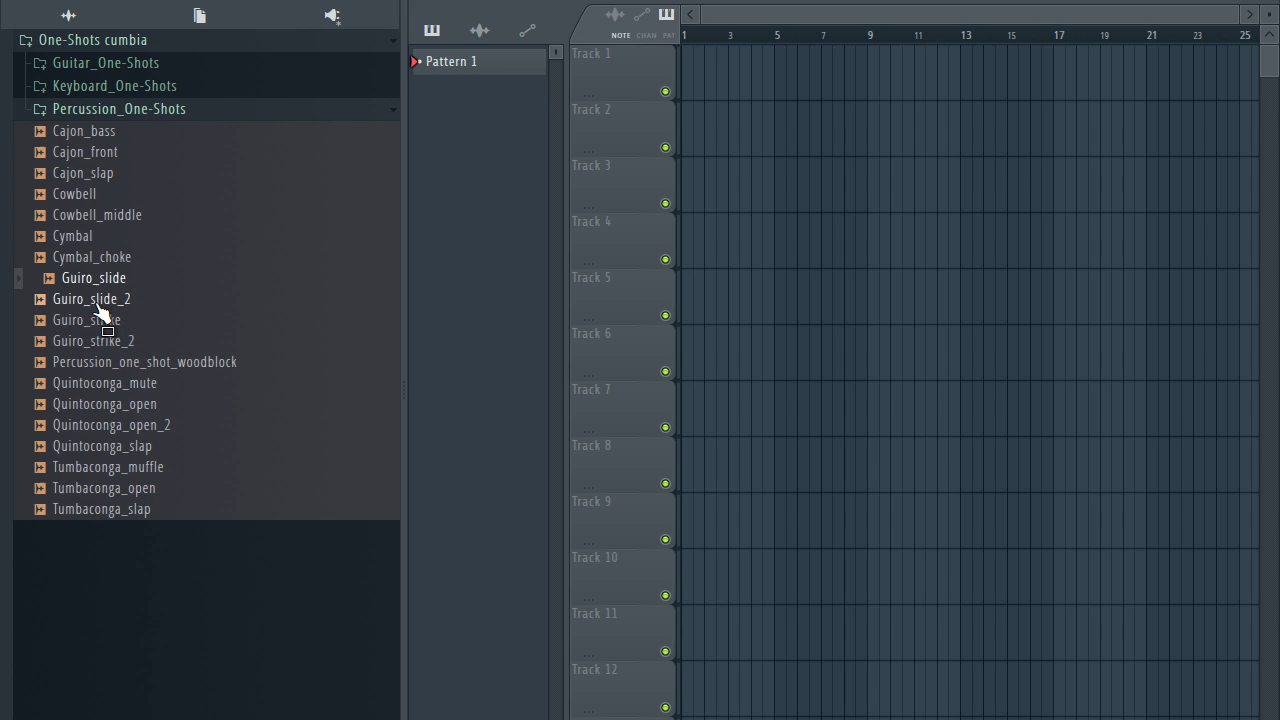 One-Shots cumbia
Guitar_One-Shots
Keyboard_One-Shots
Percussion_One-Shots
Cajon_bass
Cajon_front
Cajon_slap
Cowbell
Cowbell_middle
Cymbal
Cymbal_choke
Guiro_slide
Guiro_slide_2
Guiro_strike
Guiro_strike_2
Percussion_one_shot_woodblock
Quintoconga_mute
Quintoconga_open
Quintoconga_open_2
Quintoconga_slap
Tumbaconga_muffle
Tumbaconga_open
Tumbaconga_slap
Pattern 1
NOTE CHAN PAT
1 3 5 7 9 11 13 15 17 19 21 23 25
Track 1
Track 2
Track 3
Track 4
Track 5
Track 6
Track 7
Track 8
Track 9
Track 10
Track 11
Track 12